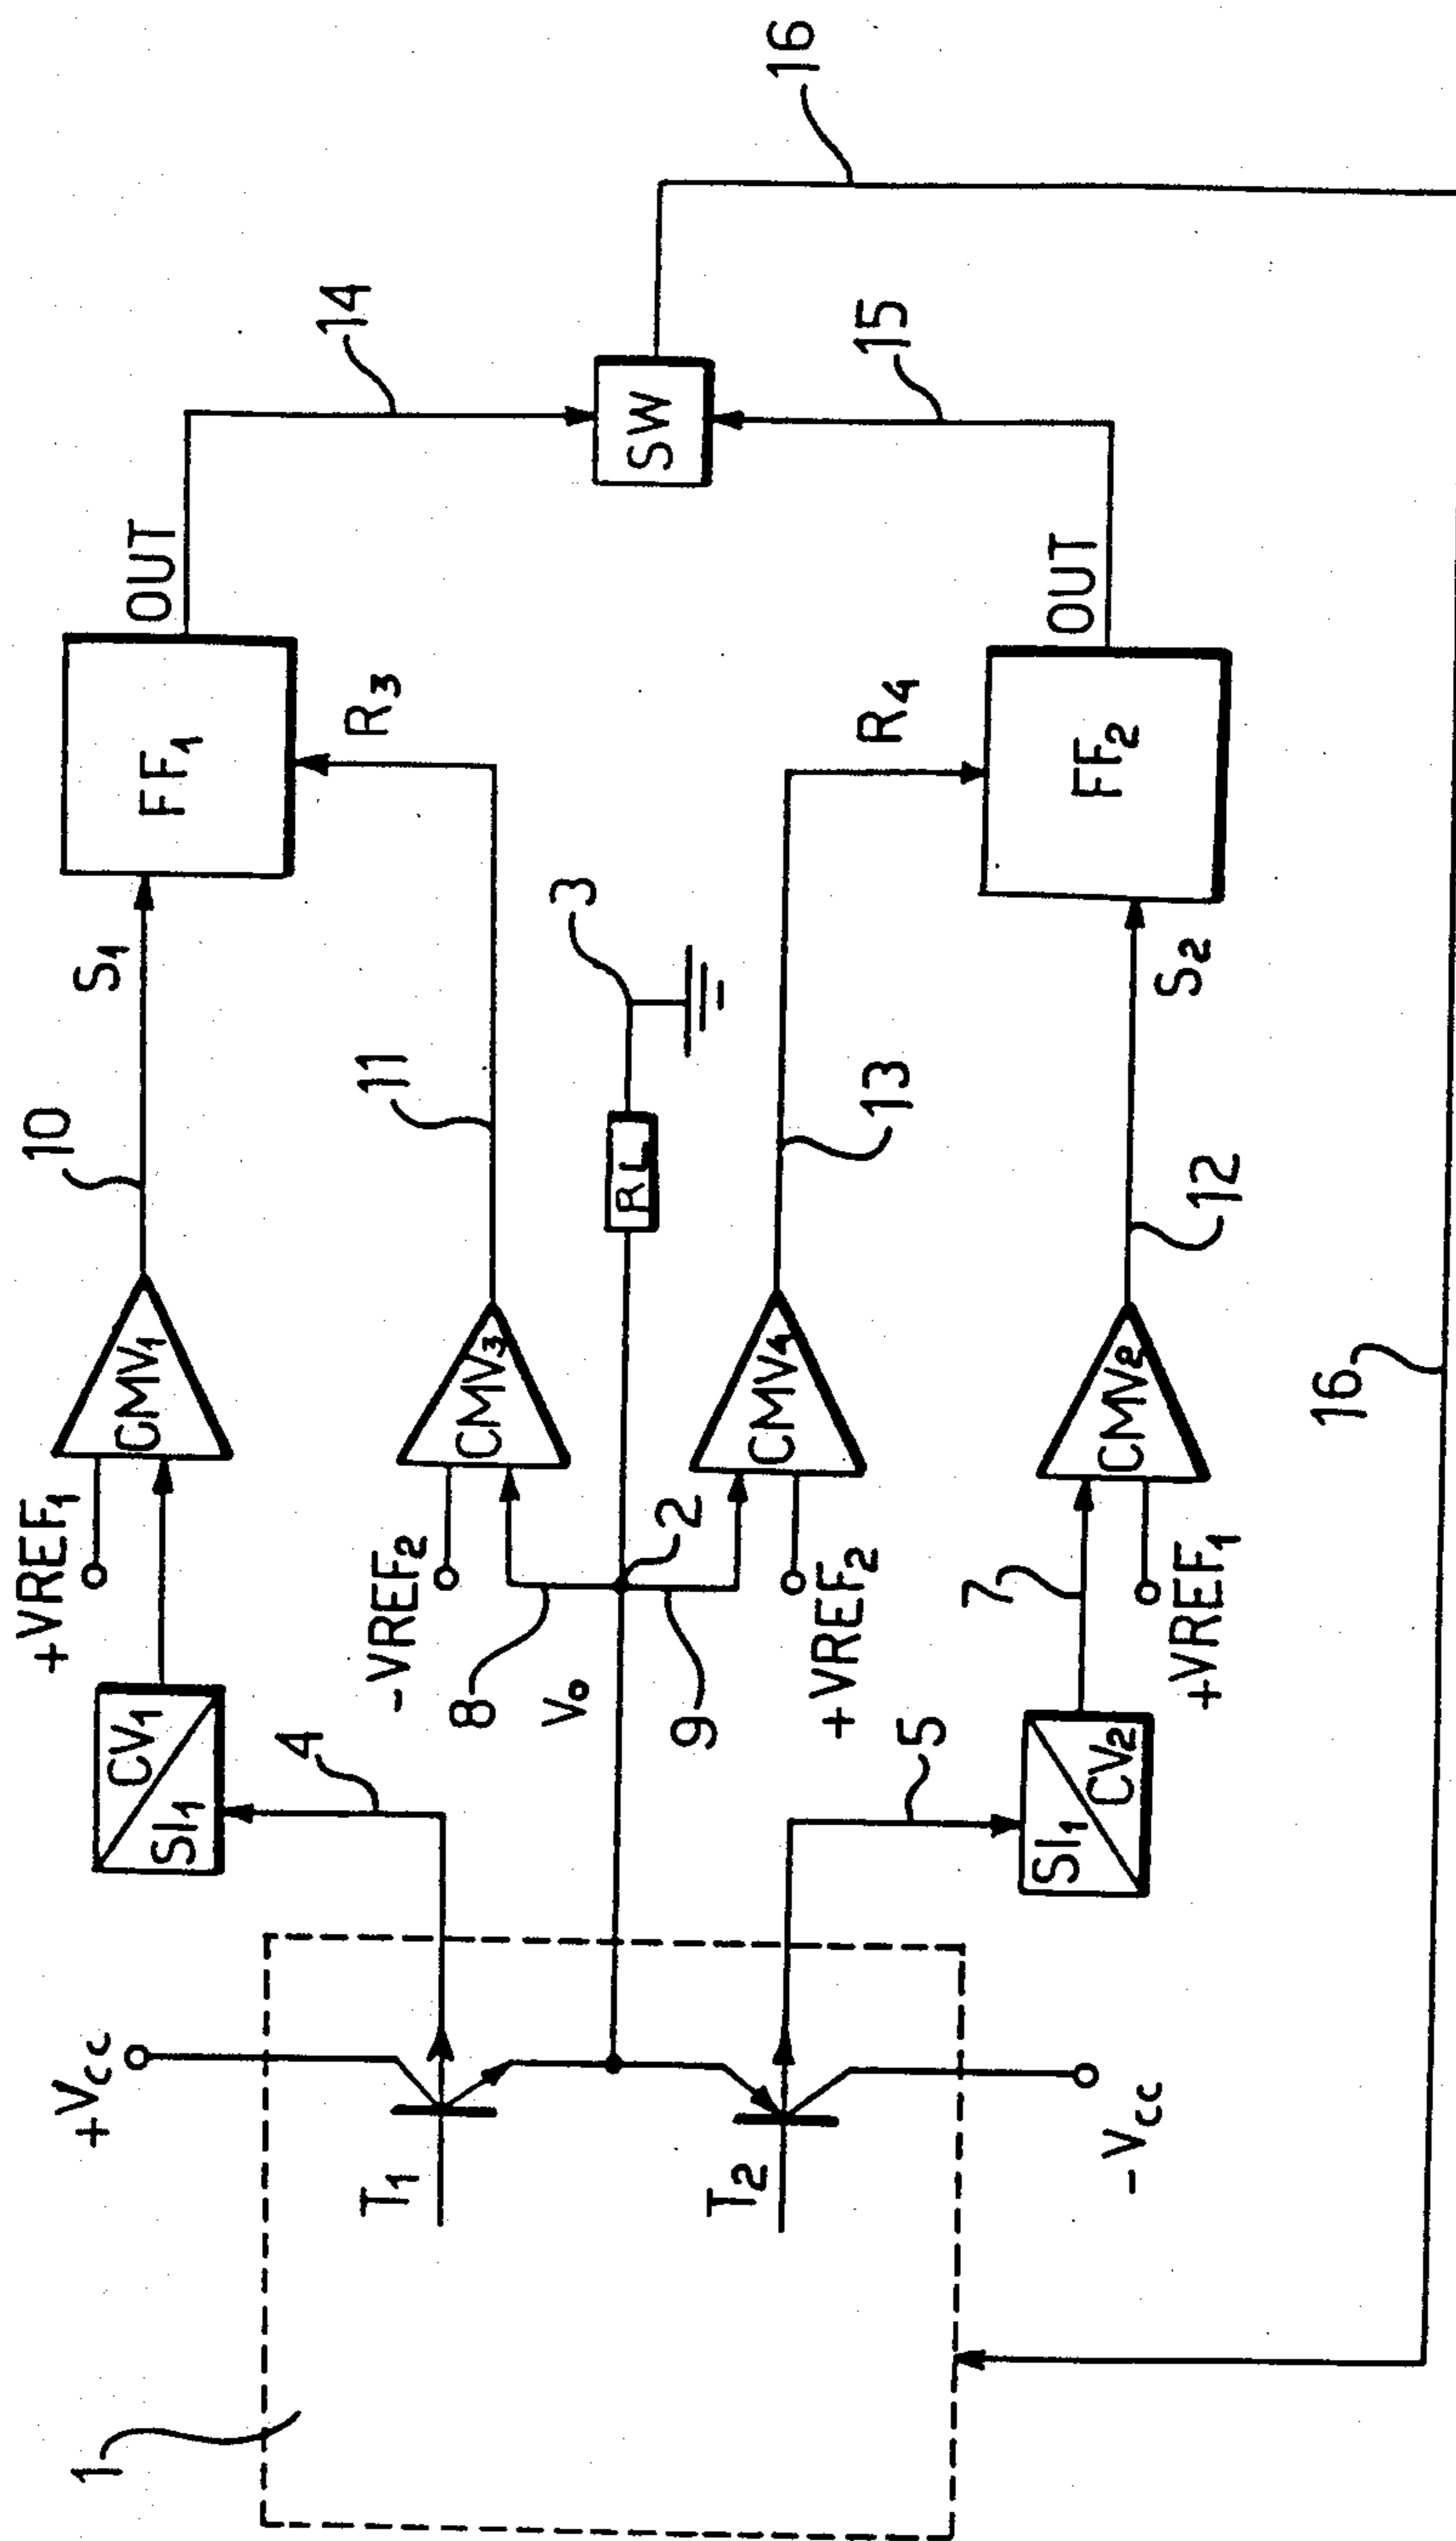 1
+VCC
T1
T2
-VCC
4
5
SI1
CV1
SI1
CV2
+VREF1
-VREF2
8
V0
9
2
+VREF2
7
+VREF1
CMV1
CMV3
CMV4
CMV2
10
11
RL
3
13
12
S1
R3
R4
S2
FF1
FF2
OUT
OUT
14
SW
15
16
16